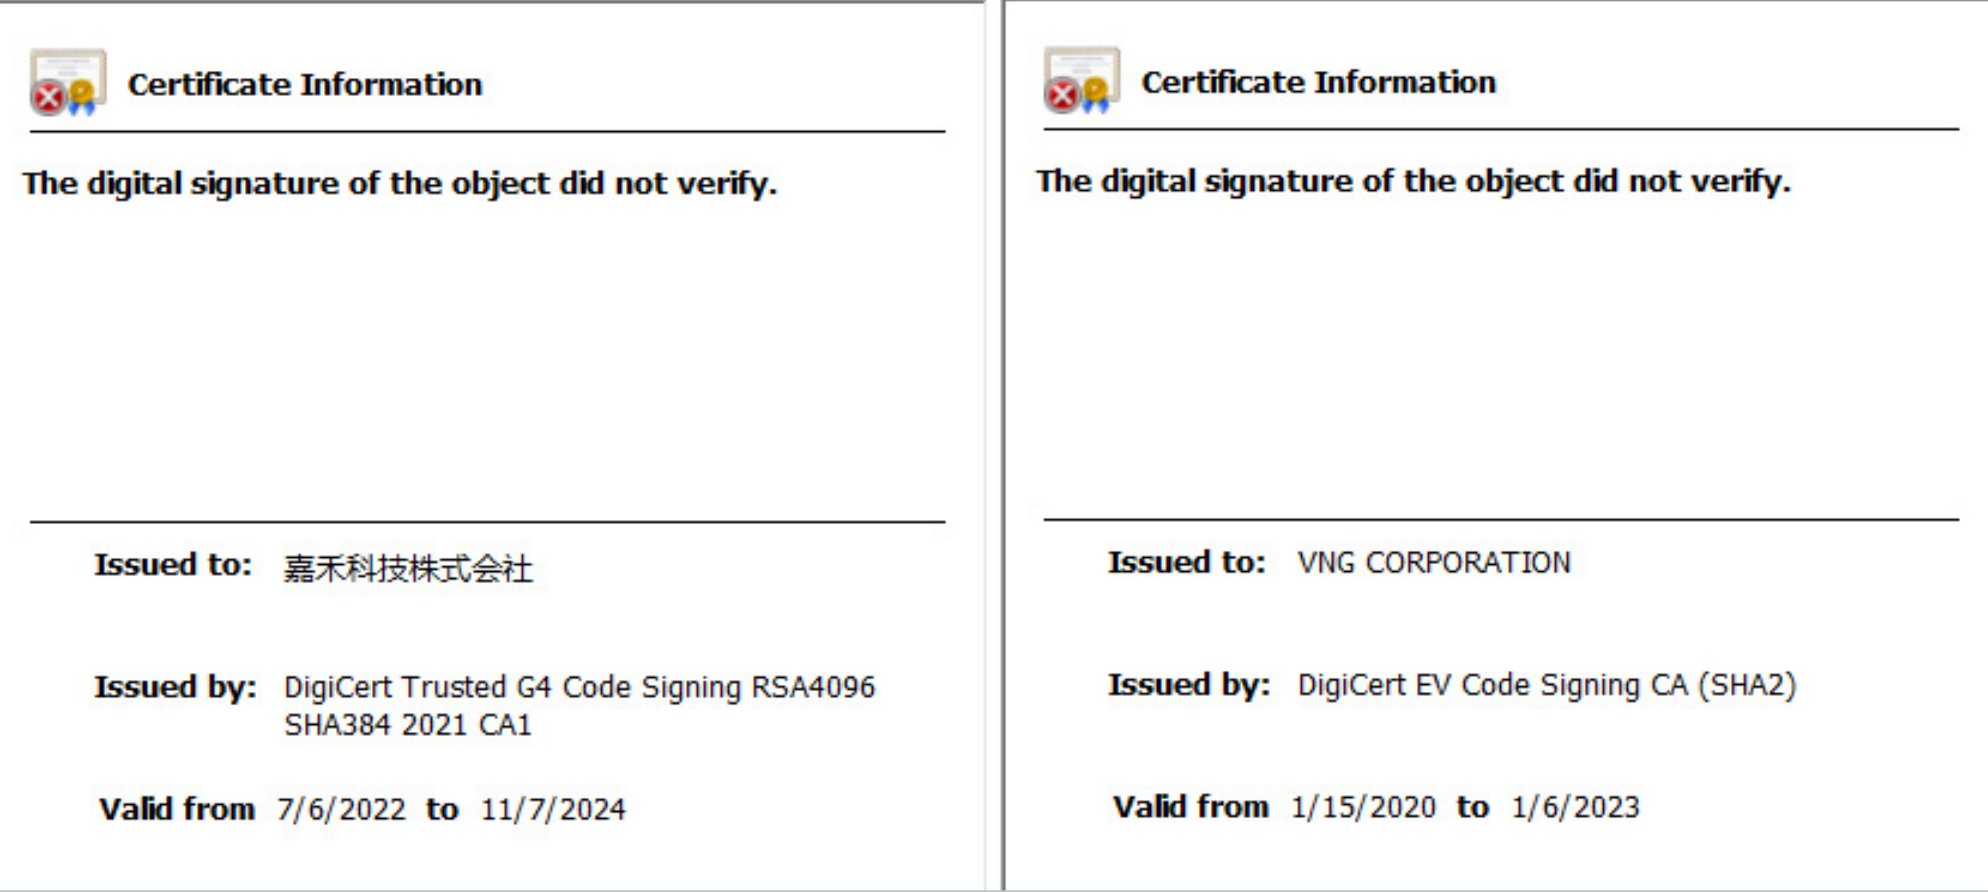 Certificate Information
The digital signature of the object did not verify.
Issued to: 嘉禾科技株式会社
Issued by: DigiCert Trusted G4 Code Signing RSA4096
SHA384 2021 CA1
Valid from 7/6/2022 to 11/7/2024
Certificate Information
The digital signature of the object did not verify.
Issued to: VNG CORPORATION
Issued by: DigiCert EV Code Signing CA (SHA2)
Valid from 1/15/2020 to 1/6/2023